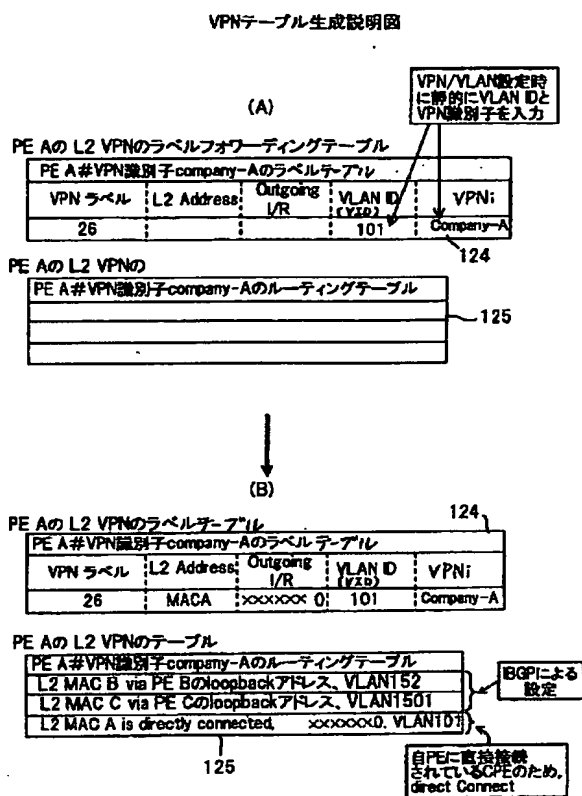 VPNテーブル生成説明図
VPN/VLAN設定時
に静的にVLAN IDと
VPN識別子を入力
(A)
PE Aの L2 VPNのラベルフォワーディングテーブル
PE A#VPN識別子company-Aのラベルテーブル
VPN ラベル L2 Address Outgoing I/R VLAN ID (VID) VPNi
26 101 Company-A
124
PE Aの L2 VPNの
PE A#VPN識別子company-Aのルーティングテーブル
125
(B)
PE Aの L2 VPNのラベルテーブル
124
PE A#VPN識別子company-Aのラベルテーブル
VPN ラベル L2 Address Outgoing I/R VLAN ID (VID) VPNi
26 MACA ×××××× 0 101 Company-A
PE Aの L2 VPNのテーブル
PE A#VPN識別子company-Aのルーティングテーブル
L2 MAC B via PE Bのloopbackアドレス、VLAN152
L2 MAC C via PE Cのloopbackアドレス、VLAN1501
L2 MAC A is directly connected, ××××××0, VLAN101
IBGPによる
設定
125
自PEに直接接続
されているCPEのため,
direct Connect